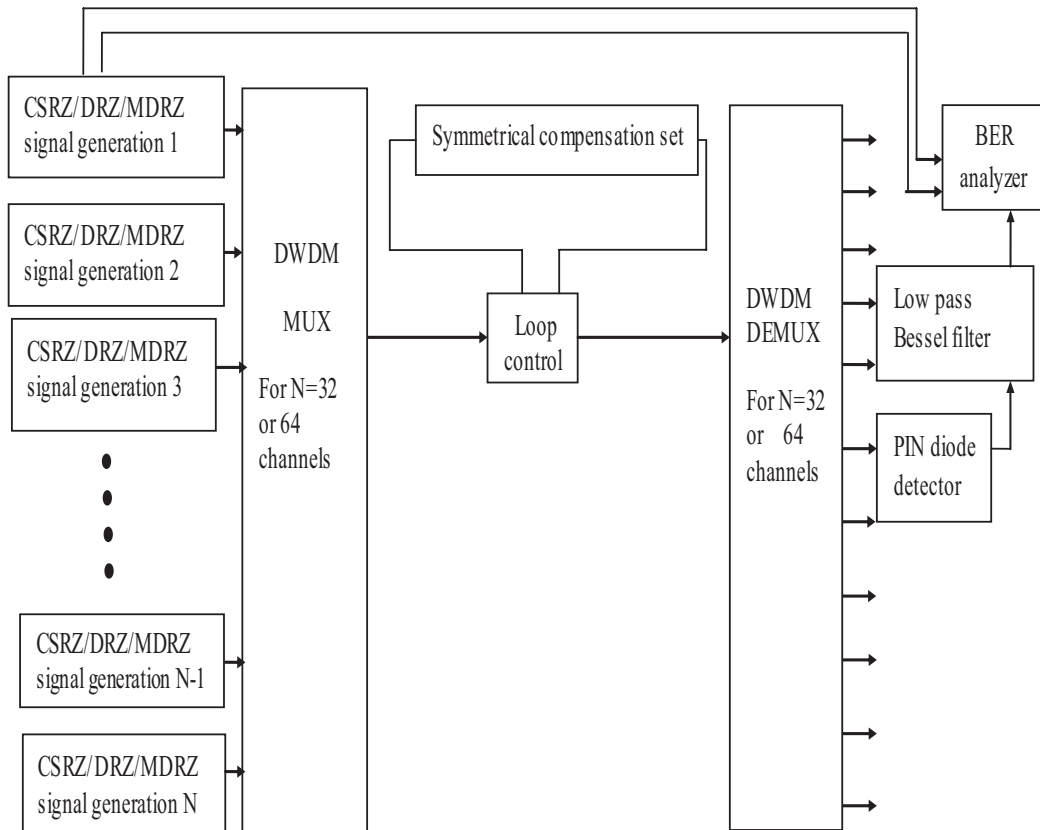 CSRZ/DRZ/MDRZ
signal generation 1
CSRZ/DRZ/MDRZ
signal generation 2
CSRZ/DRZ/MDRZ
signal generation 3
CSRZ/DRZ/MDRZ
signal generation N-1
CSRZ/DRZ/MDRZ
signal generation N
DWDM
MUX
For N=32
or 64
channels
Symmetrical compensation set
Loop
control
DWDM
DEMUX
For N=32
or 64
channels
BER
analyzer
Low pass
Bessel filter
PIN diode
detector